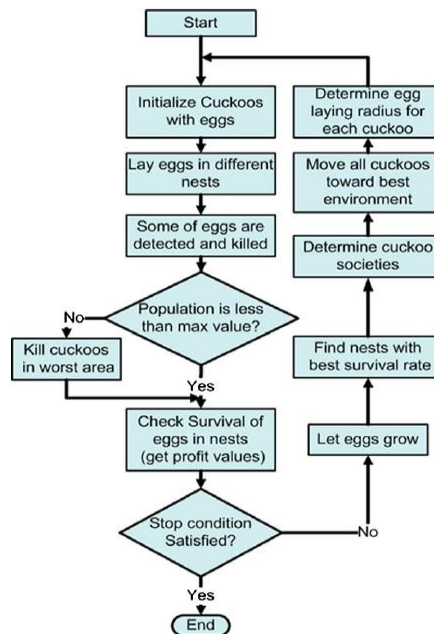 Start
Initialize Cuckoos
with eggs
Lay eggs in different
nests
Some of eggs are
detected and killed
Population is less
than max value?
No
Kill cuckoos
in worst area
Yes
Check Survival of
eggs in nests
(get profit values)
Stop condition
Satisfied?
Yes
End
No
Let eggs grow
Find nests with
best survival rate
Determine cuckoo
societies
Move all cuckoos
toward best
environment
Determine egg
laying radius for
each cuckoo